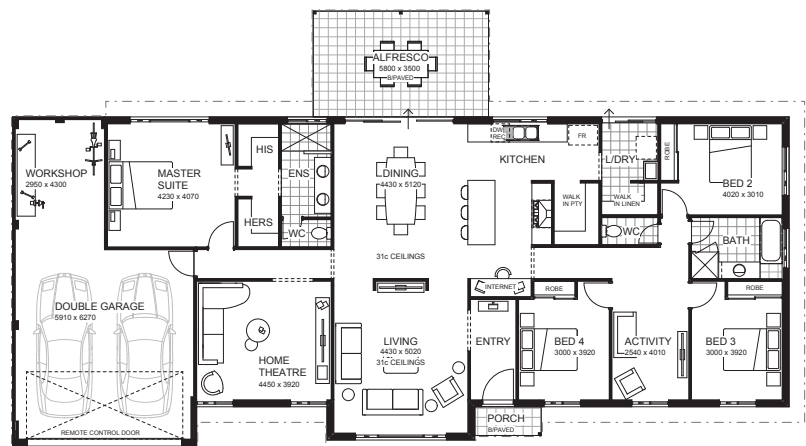 ALFRESCO
5800 x 3500
B/PAVED
WORKSHOP
2950 x 4300
MASTER
SUITE
4230 x 4070
HIS
HERS
ENS
WC
DINING
4430 x 5120
31c CEILINGS
DW
REC
FR
KITCHEN
WALK
IN PTY
L/DRY
WALK
IN LINEN
WC
ROBE
BED 2
4020 x 3010
BATH
DOUBLE GARAGE
5910 x 6270
REMOTE CONTROL DOOR
HOME
THEATRE
4450 x 3920
LIVING
4430 x 5020
31c CEILINGS
INTERNET
ENTRY
PORCH
B/PAVED
ROBE
BED 4
3000 x 3920
ACTIVITY
2540 x 4010
ROBE
BED 3
3000 x 3920